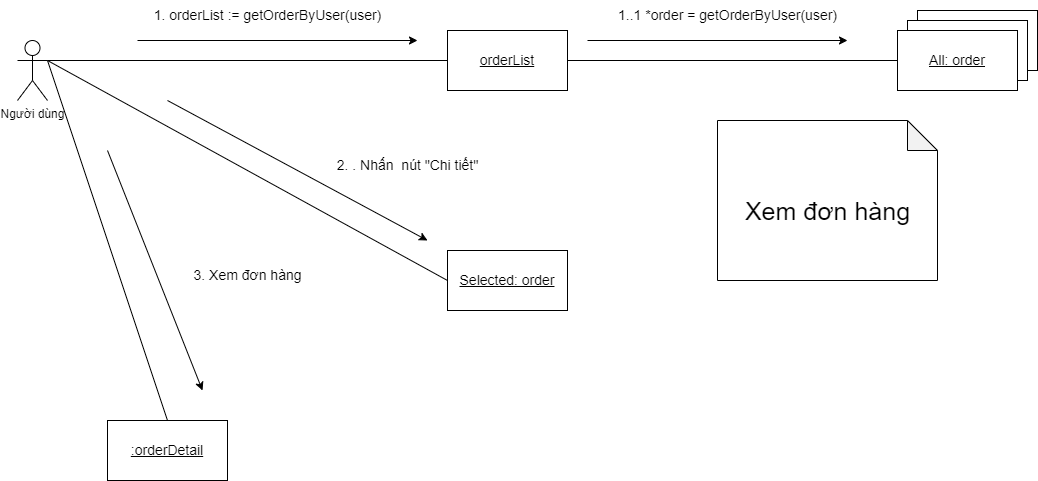 1. orderList := getOrderByUser(user)
1..1 *order = getOrderByUser(user)
orderList
All: order
Người dùng
2. . Nhấn  nút "Chi tiết"
Xem đơn hàng
3. Xem đơn hàng
Selected: order
:orderDetail